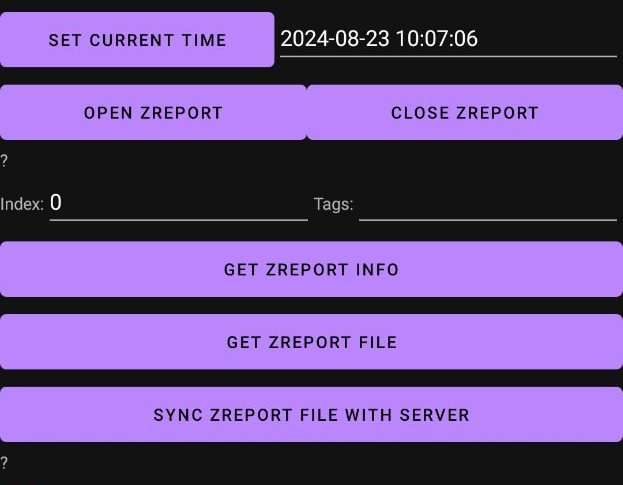 SET CURRENT TIME 2024-08-23 10:07:06
OPEN ZREPORT CLOSE ZREPORT
?
Index: 0 Tags:
GET ZREPORT INFO
GET ZREPORT FILE
SYNC ZREPORT FILE WITH SERVER
?